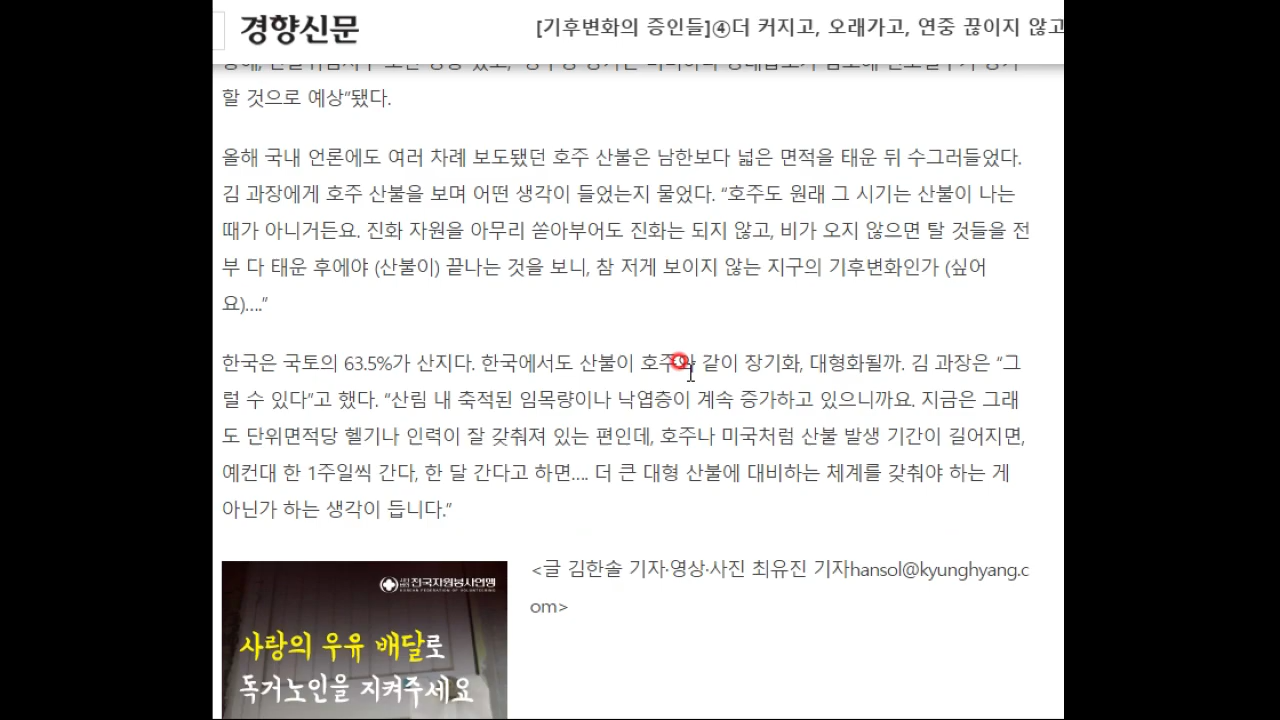 경향신문
[기후변화의 증인들]④더 커지고, 오래가고, 연중 끊이지 않고
할 것으로 예상”됐다.
올해 국내 언론에도 여러 차례 보도됐던 호주 산불은 남한보다 넓은 면적을 태운 뒤 수그러들었다.
김 과장에게 호주 산불을 보며 어떤 생각이 들었는지 물었다. “호주도 원래 그 시기는 산불이 나는
때가 아니거든요. 진화 자원을 아무리 쏟아부어도 진화는 되지 않고, 비가 오지 않으면 탈 것들을 전
부 다 태운 후에야 (산불이) 끝나는 것을 보니, 참 저게 보이지 않는 지구의 기후변화인가 (싶어
요)....”
한국은 국토의 63.5%가 산지다. 한국에서도 산불이 호주와 같이 장기화, 대형화될까. 김 과장은 “그
럴 수 있다”고 했다. “산림 내 축적된 임목량이나 낙엽층이 계속 증가하고 있으니까요. 지금은 그래
도 단위면적당 헬기나 인력이 잘 갖춰져 있는 편인데, 호주나 미국처럼 산불 발생 기간이 길어지면,
예컨대 한 1주일씩 간다, 한 달 간다고 하면.... 더 큰 대형 산불에 대비하는 체계를 갖춰야 하는 게
아닌가 하는 생각이 듭니다.”
<글 김한솔 기자·영상·사진 최유진 기자hansol@kyunghyang.c
om>
전국자원봉사연맹
사랑의 우유 배달로
독거노인을 지켜주세요